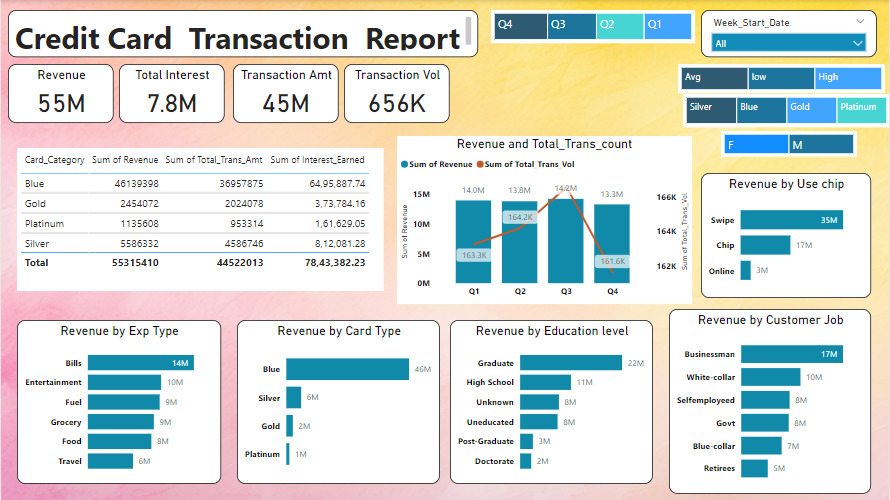 Credit Card Transaction Report
Q4 Q3 Q2 Q1
Week_Start_Date
All
Revenue
55M
Total Interest
7.8M
Transaction Amt
45M
Transaction Vol
656K
Avg low High
Silver Blue Gold Platinum
F M
Card_Category Sum of Revenue Sum of Total_Trans_Amt Sum of Interest_Earned
Blue 46139398 36957875 64,95,887.74
Gold 2454072 2024078 3,73,784.16
Platinum 1135608 953314 1,61,629.05
Silver 5586332 4586746 8,12,081.28
Total 55315410 44522013 78,43,382.23
Revenue and Total_Trans_count
Sum of Revenue Sum of Total_Trans_Vol
Sum of Revenue
15M
10M
5M
0M
14.0M 13.8M 14.2M 13.3M
163.3K 164.2K 161.6K
Q1 Q2 Q3 Q4
166K
164K
162K
Sum of Total_Trans_Vol
Revenue by Use chip
Swipe 35M
Chip 17M
Online 3M
Revenue by Exp Type
Bills 14M
Entertainment 10M
Fuel 9M
Grocery 9M
Food 8M
Travel 6M
Revenue by Card Type
Blue 46M
Silver 6M
Gold 2M
Platinum 1M
Revenue by Education level
Graduate 22M
High School 11M
Unknown 8M
Uneducated 8M
Post-Graduate 3M
Doctorate 2M
Revenue by Customer Job
Businessman 17M
White-collar 10M
Selfemployeed 8M
Govt 8M
Blue-collar 7M
Retirees 5M